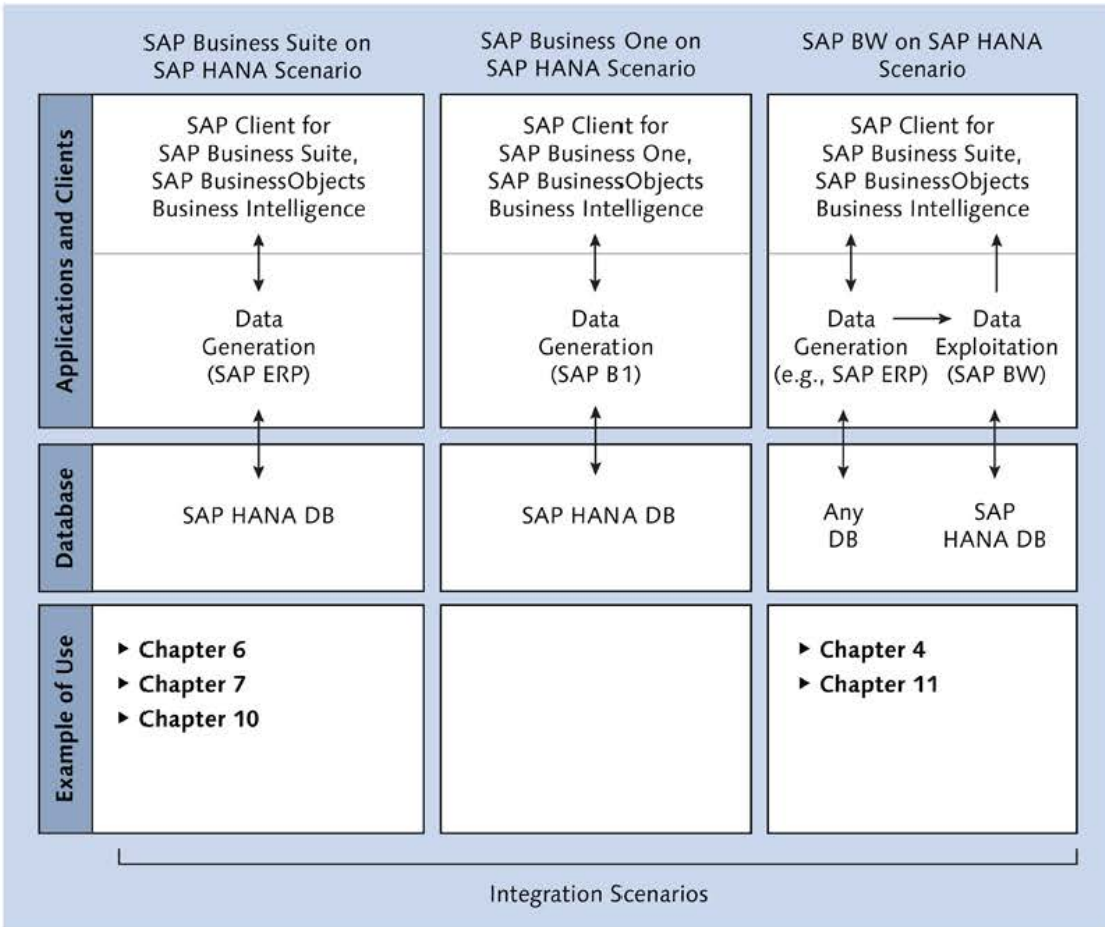 SAP Business Suite on
SAP HANA Scenario
SAP Business One on
SAP HANA Scenario
SAP BW on SAP HANA
Scenario
Applications and Clients
SAP Client for
SAP Business Suite,
SAP BusinessObjects
Business Intelligence
SAP Client for
SAP Business One,
SAP BusinessObjects
Business Intelligence
SAP Client for
SAP Business Suite,
SAP BusinessObjects
Business Intelligence
Data
Generation
(SAP ERP)
Data
Generation
(SAP B1)
Data
Generation
(e.g., SAP ERP)
Data
Exploitation
(SAP BW)
Database
SAP HANA DB
SAP HANA DB
Any
DB
SAP
HANA DB
Example of Use
Chapter 6
Chapter 7
Chapter 10
Chapter 4
Chapter 11
Integration Scenarios